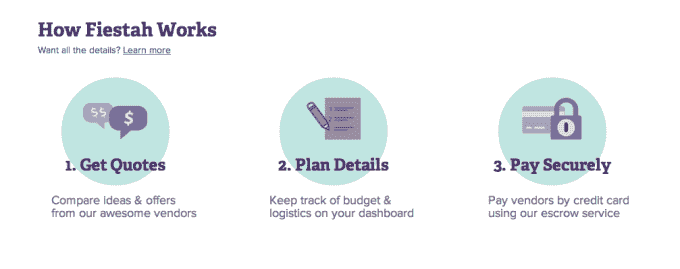 How Fiestah Works
Want all the details? Learn more
$$ $
1. Get Quotes
2. Plan Details
3. Pay Securely
Compare ideas & offers
from our awesome vendors
Keep track of budget &
logistics on your dashboard
Pay vendors by credit card
using our escrow service